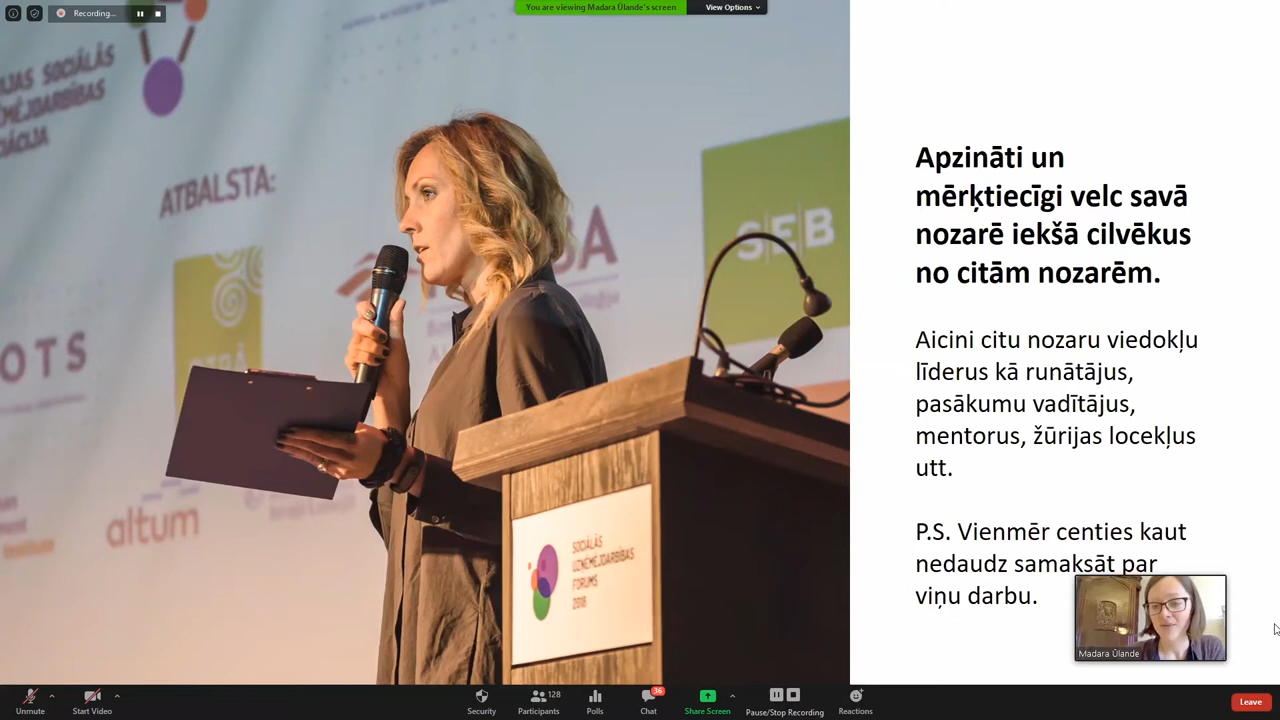 Recording...
You are viewing Madara Ūlande's screen
View Options
SOCIĀLĀS
ATBALSTA:
SEB
altum
SOCIĀLĀS
UZŅĒMĒJDARBĪBAS
FORUMS
2018
Apzināti un
mērķtiecīgi velc savā
nozarē iekšā cilvēkus
no citām nozarēm.
Aicini citu nozaru viedokļu
līderus kā runātājus,
pasākumu vadītājus,
mentorus, žūrijas locekļus
utt.
P.S. Vienmēr centies kaut
nedaudz samaksāt par
viņu darbu.
Madara Ūlande
Unmute
Start Video
Security
Participants
128
Polls
Chat
36
Share Screen
Pause/Stop Recording
Reactions
Leave